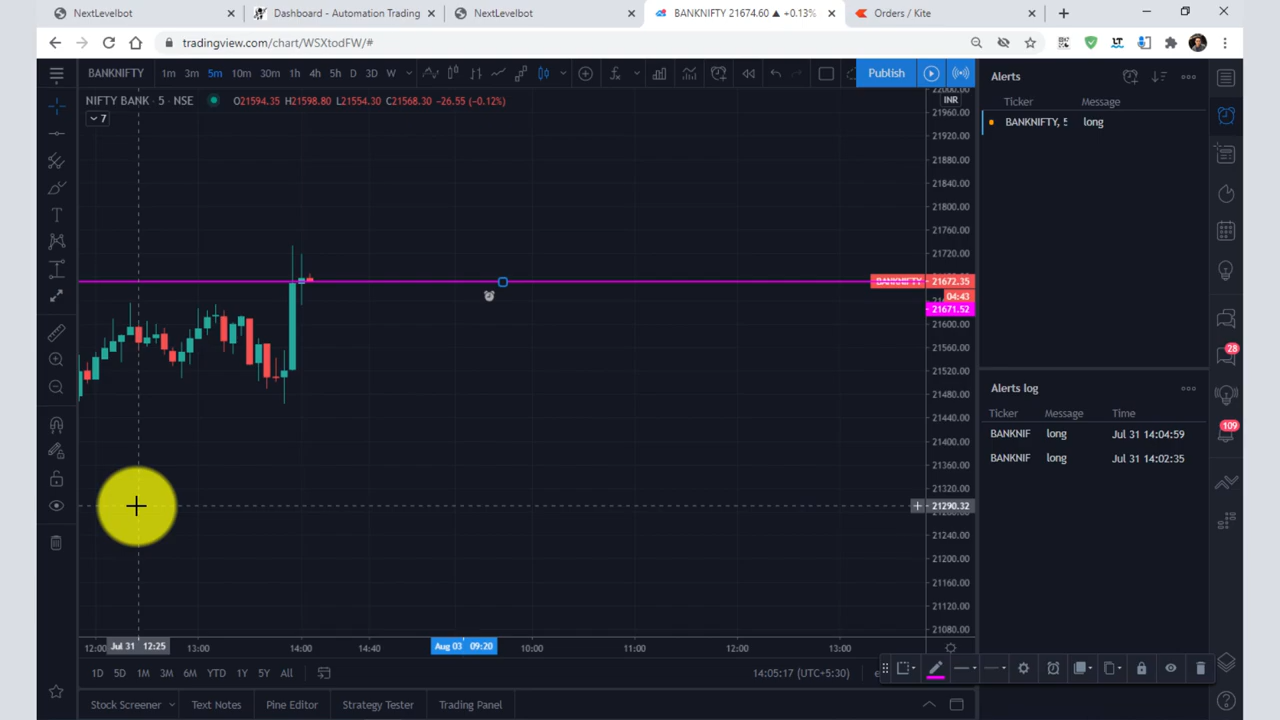 NextLevelbot
Dashboard - Automation Trading
NextLevelbot
BANKNIFTY 21674.60 ▲ +0.13%
Orders / Kite
tradingview.com/chart/WSXtodFW/#
BANKNIFTY 1m 3m 5m 10m 30m 1h 4h 5h D 3D W
Publish
Alerts
NIFTY BANK · 5 · NSE O21594.35 H21598.80 L21554.30 C21568.30 -26.55 (-0.12%)
INR
7
Ticker Message
BANKNIFTY, 5 long
22000.00
21960.00
21920.00
21880.00
21840.00
21800.00
21760.00
21720.00
BANKNIFTY 21672.35
04:43
21671.52
21600.00
21560.00
21520.00
21480.00
21440.00
21400.00
21360.00
21320.00
21290.32
21240.00
21200.00
21160.00
21120.00
21080.00
28
109
Alerts log
Ticker Message Time
BANKNIF long Jul 31 14:04:59
BANKNIF long Jul 31 14:02:35
12:00 Jul 31 12:25 13:00 14:00 14:40 Aug 03 09:20 10:00 11:00 12:00 13:00
1D 5D 1M 3M 6M YTD 1Y 5Y All
14:05:17 (UTC+5:30)
Stock Screener Text Notes Pine Editor Strategy Tester Trading Panel